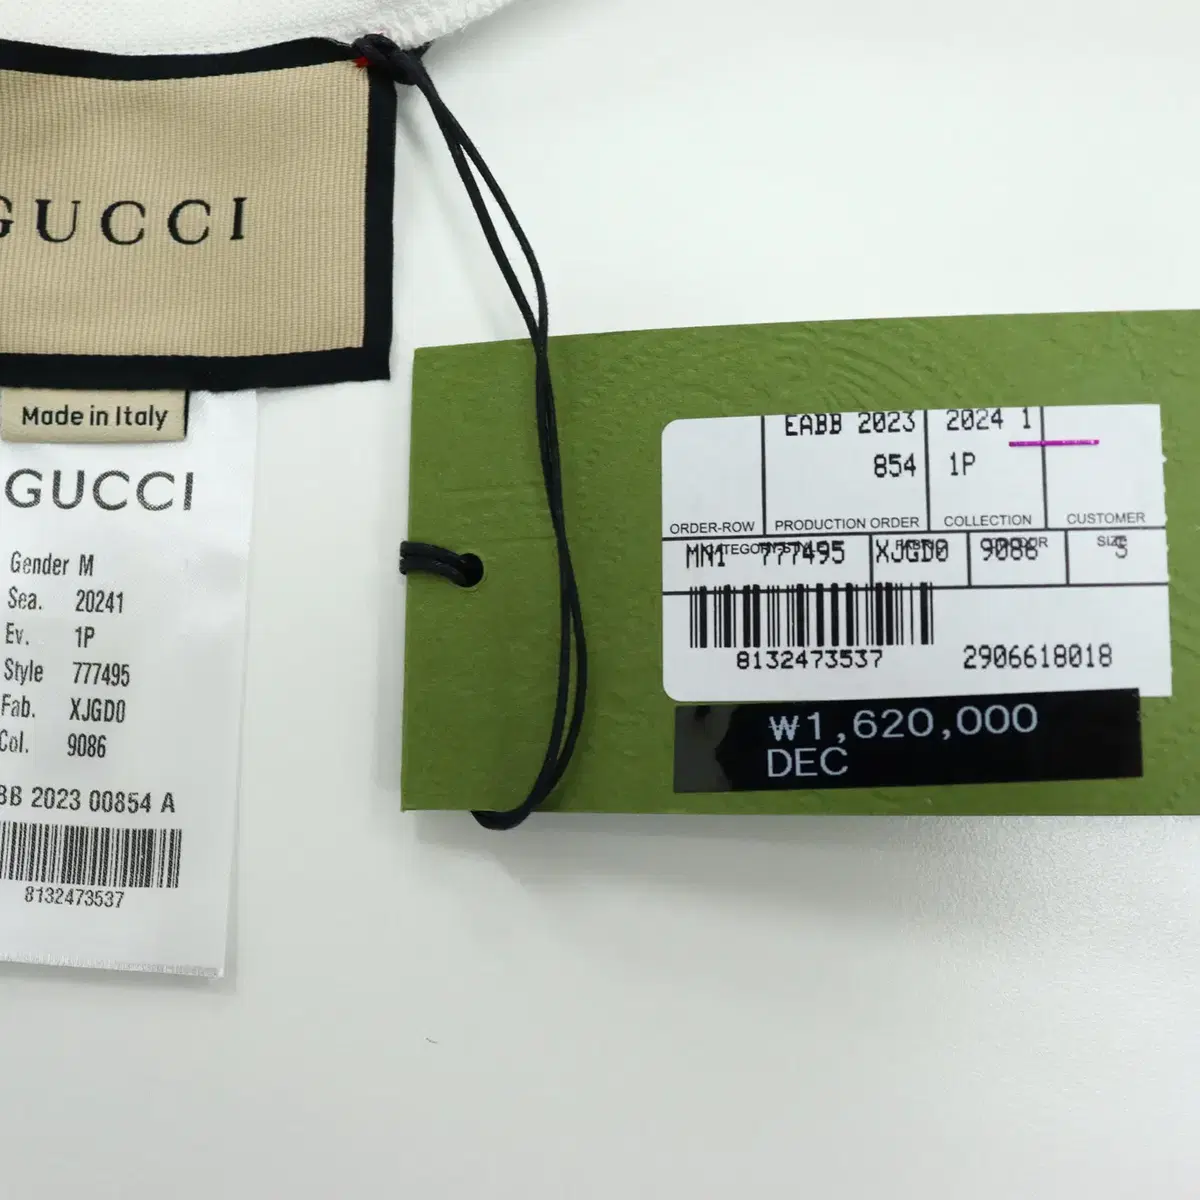 GUCCI
Made in Italy
GUCCI
Gender M
Sea. 20241
Ev. 1P
Style 777495
Fab. XJGD0
Col. 9086
BB 2023 00854 A
8132473537
EABB 2023 2024 1
854 1P
ORDER-ROW PRODUCTION ORDER COLLECTION CUSTOMER
MN1 777495 XJGD0 9086 S
8132473537 2906618018
₩1,620,000
DEC